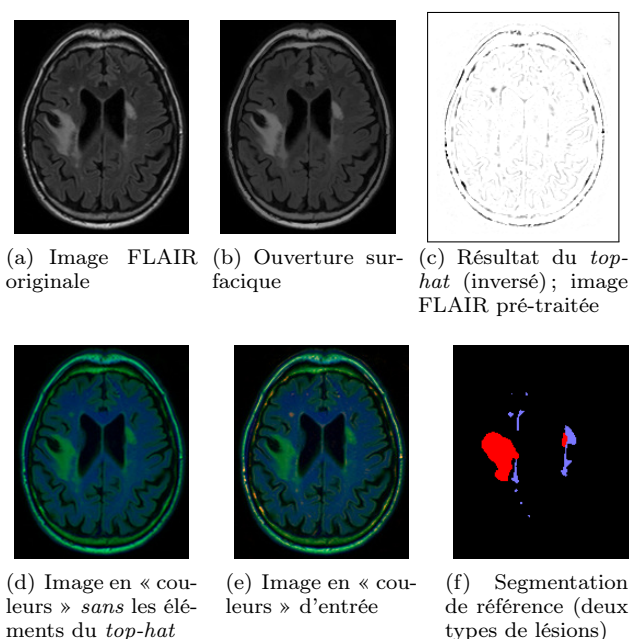 (a) Image FLAIR
originale
(b) Ouverture sur-
facique
(c) Résultat du top-
hat (inversé) ; image
FLAIR pré-traitée
(d) Image en « cou-
leurs » sans les élé-
ments du top-hat
(e) Image en « cou-
leurs » d'entrée
(f) Segmentation
de référence (deux
types de lésions)